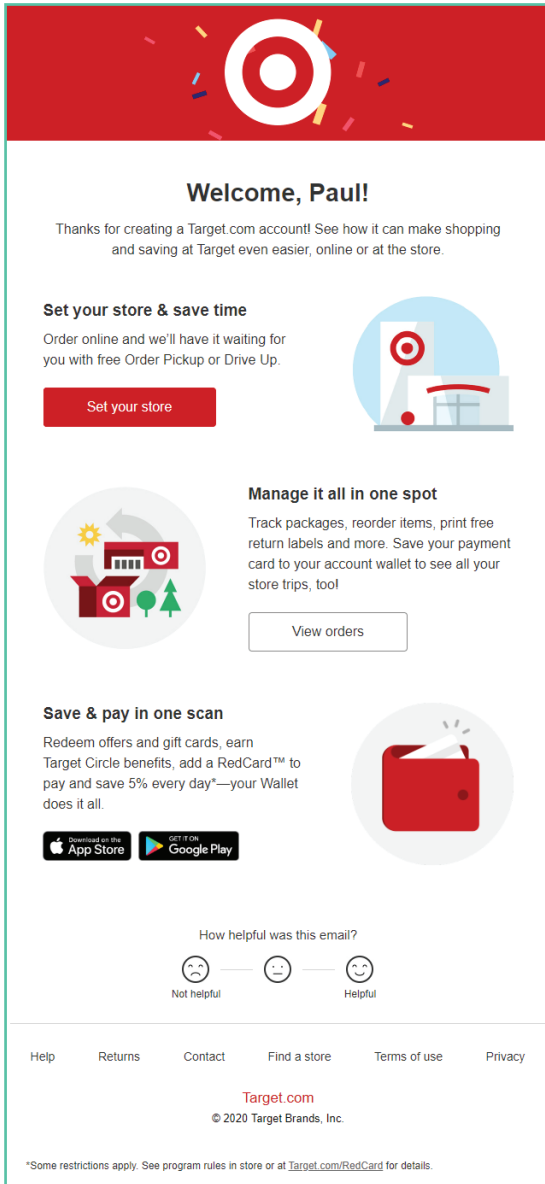 Welcome, Paul!
Thanks for creating a Target.com account! See how it can make shopping
and saving at Target even easier, online or at the store.
Set your store & save time
Order online and we'll have it waiting for
you with free Order Pickup or Drive Up.
Set your store
Manage it all in one spot
Track packages, reorder items, print free
return labels and more. Save your payment
card to your account wallet to see all your
store trips, too!
View orders
Save & pay in one scan
Redeem offers and gift cards, earn
Target Circle benefits, add a RedCard™ to
pay and save 5% every day*—your Wallet
does it all.
Download on the
App Store
GET IT ON
Google Play
How helpful was this email?
Not helpful
Helpful
Help Returns Contact Find a store Terms of use Privacy
Target.com
© 2020 Target Brands, Inc.
*Some restrictions apply. See program rules in store or at Target.com/RedCard for details.